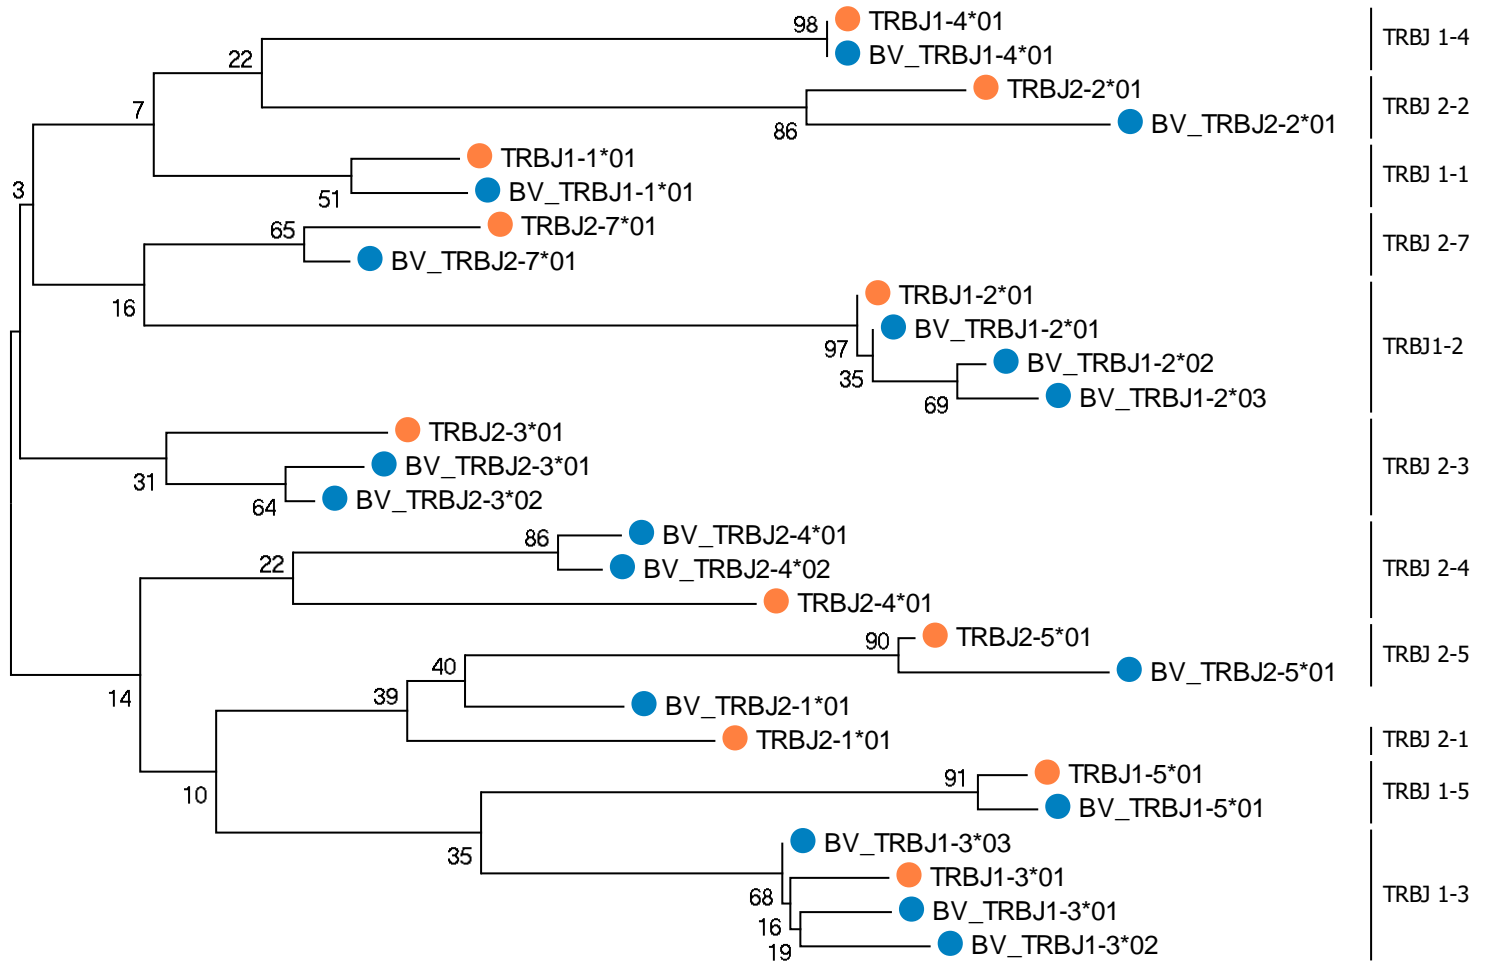 98
TRBJ1-4*01
BV_TRBJ1-4*01
TRBJ 1-4
22
TRBJ2-2*01
BV_TRBJ2-2*01
86
TRBJ 2-2
7
TRBJ1-1*01
BV_TRBJ1-1*01
51
TRBJ 1-1
3
65
TRBJ2-7*01
BV_TRBJ2-7*01
TRBJ 2-7
16
TRBJ1-2*01
BV_TRBJ1-2*01
97
BV_TRBJ1-2*02
35
BV_TRBJ1-2*03
69
TRBJ1-2
TRBJ2-3*01
BV_TRBJ2-3*01
31
BV_TRBJ2-3*02
64
TRBJ 2-3
86
BV_TRBJ2-4*01
BV_TRBJ2-4*02
22
TRBJ2-4*01
TRBJ 2-4
90
TRBJ2-5*01
BV_TRBJ2-5*01
TRBJ 2-5
40
14
39
BV_TRBJ2-1*01
TRBJ2-1*01
TRBJ 2-1
10
91
TRBJ1-5*01
BV_TRBJ1-5*01
TRBJ 1-5
35
BV_TRBJ1-3*03
TRBJ1-3*01
68
BV_TRBJ1-3*01
16
BV_TRBJ1-3*02
19
TRBJ 1-3